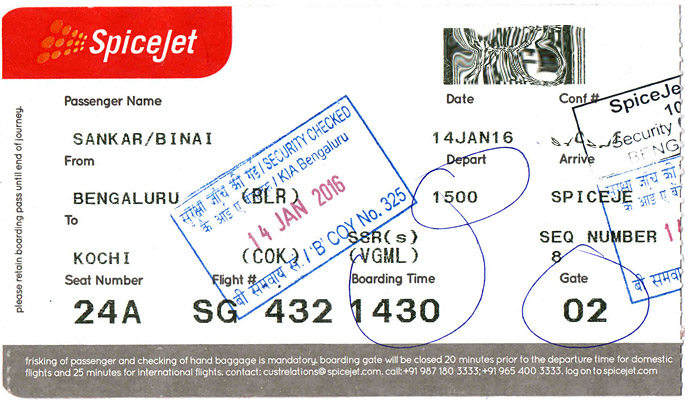 SpiceJet
please retain boarding pass until end of journey.
Passenger Name
Date
Conf #
SANKAR/BINAI
14JAN16
From
Depart
Arrive
BENGALURU (BLR)
1500
SPICEJE
To
SSR(s)
SEQ NUMBER
KOCHI (COK)
(VGML)
8
Seat Number
Flight #
Boarding Time
Gate
24A
SG 432
1430
02
सुरक्षा जाँच की गई / SECURITY CHECKED
के आइ ए / KIA Bengaluru
14 JAN 2016
बी समवाय सं. / 'B' COY No. 325
SpiceJe
10
Security
BENG
सुरक्षा जाँच की
के आइ ए बे
1
बी समवाय सं
frisking of passenger and checking of hand baggage is mandatory. boarding gate will be closed 20 minutes prior to the departure time for domestic
flights and 25 minutes for international flights. contact: custrelations@spicejet.com. call:+91 987 180 3333;+91 965 400 3333. log on to spicejet.com